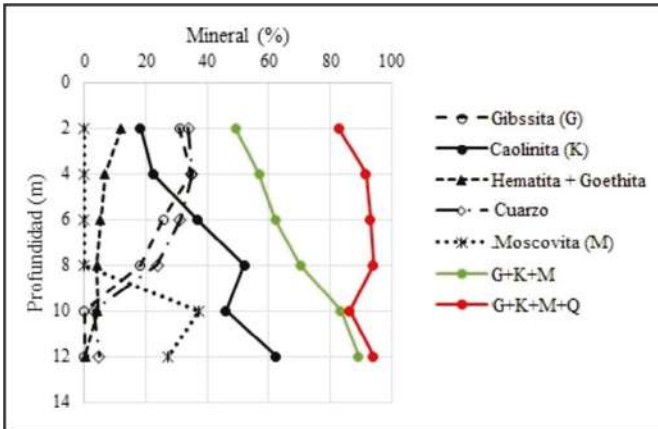 Mineral (%)
0 20 40 60 80 100
Profundidad (m)
0
2
4
6
8
10
12
14
Gibssita (G)
Caolinita (K)
Hematita + Goethita
Cuarzo
Moscovita (M)
G+K+M
G+K+M+Q